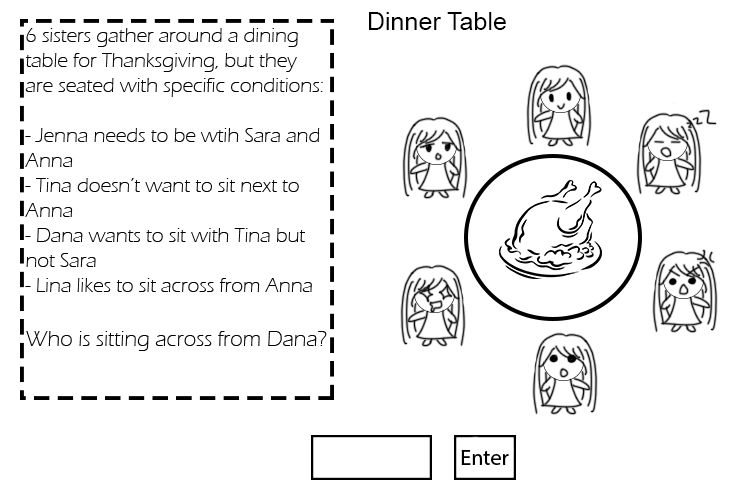 Dinner Table
6 sisters gather around a dining
table for Thanksgiving, but they
are seated with specific conditions:
- Jenna needs to be wtih Sara and
Anna
- Tina doesn't want to sit next to
Anna
- Dana wants to sit with Tina but
not Sara
- Lina likes to sit across from Anna
Who is sitting across from Dana?
zzZ
Enter